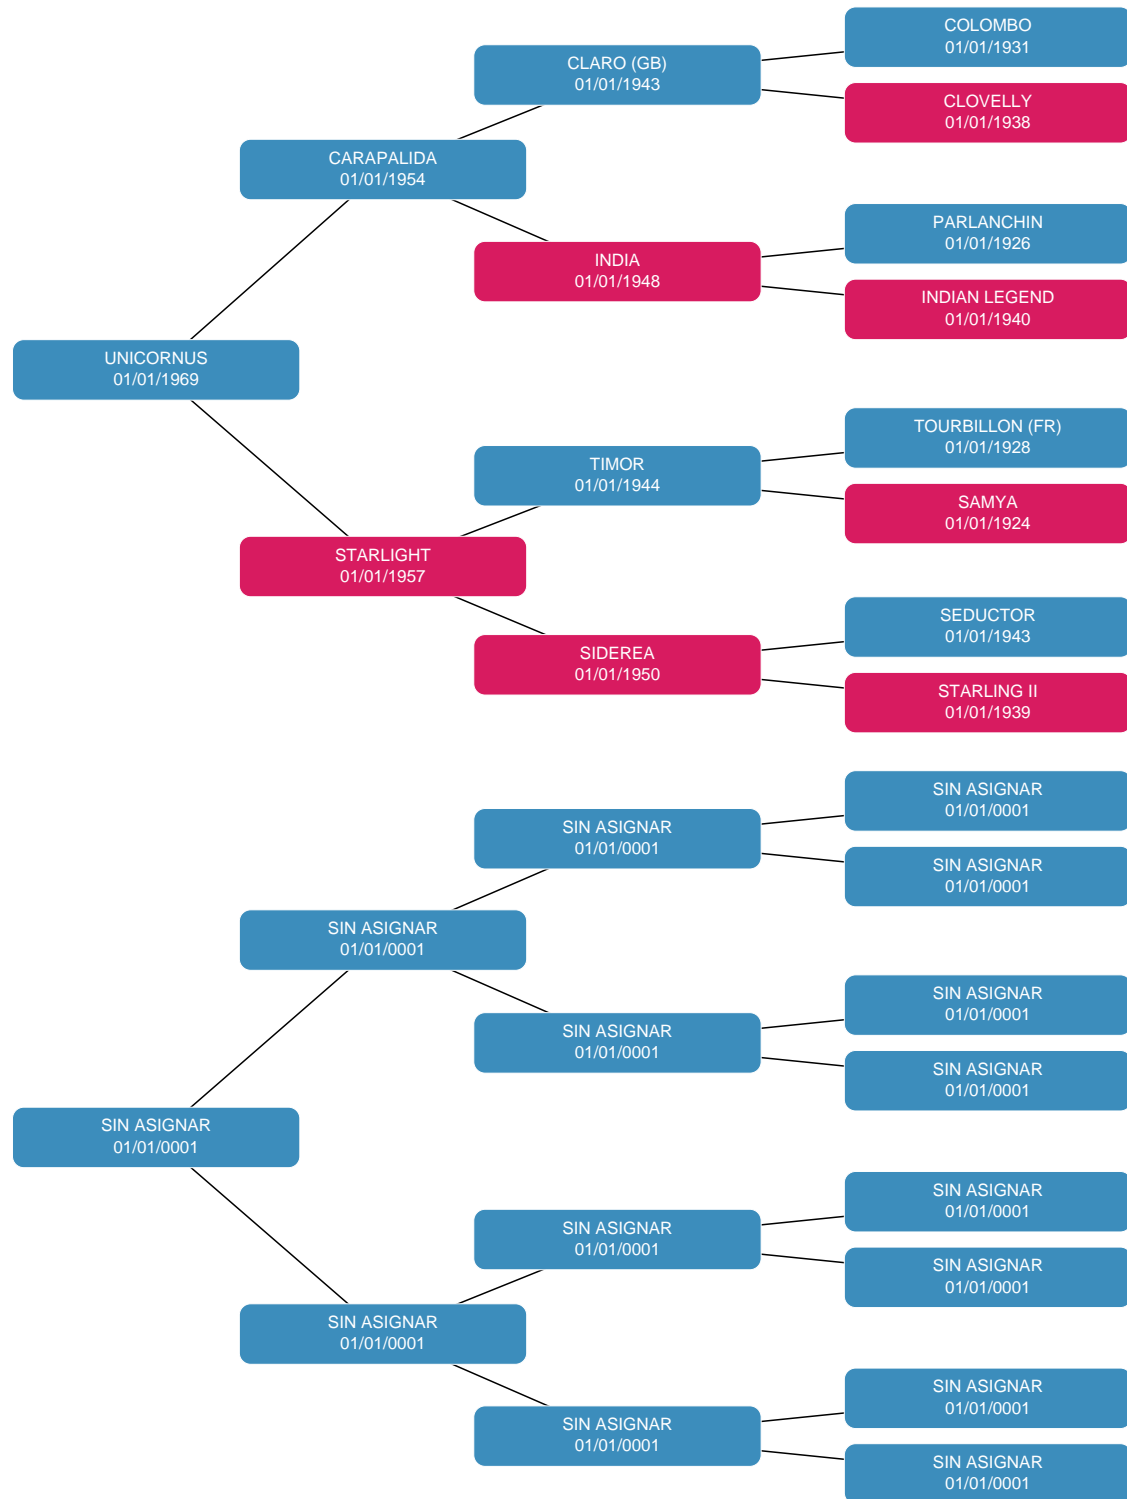 COLOMBO
01/01/1931
CLARO (GB)
01/01/1943
CLOVELLY
01/01/1938
CARAPALIDA
01/01/1954
PARLANCHIN
01/01/1926
INDIA
01/01/1948
INDIAN LEGEND
01/01/1940
UNICORNUS
01/01/1969
TOURBILLON (FR)
01/01/1928
TIMOR
01/01/1944
SAMYA
01/01/1924
STARLIGHT
01/01/1957
SEDUCTOR
01/01/1943
SIDEREA
01/01/1950
STARLING II
01/01/1939
SIN ASIGNAR
01/01/0001
SIN ASIGNAR
01/01/0001
SIN ASIGNAR
01/01/0001
SIN ASIGNAR
01/01/0001
SIN ASIGNAR
01/01/0001
SIN ASIGNAR
01/01/0001
SIN ASIGNAR
01/01/0001
SIN ASIGNAR
01/01/0001
SIN ASIGNAR
01/01/0001
SIN ASIGNAR
01/01/0001
SIN ASIGNAR
01/01/0001
SIN ASIGNAR
01/01/0001
SIN ASIGNAR
01/01/0001
SIN ASIGNAR
01/01/0001
SIN ASIGNAR
01/01/0001